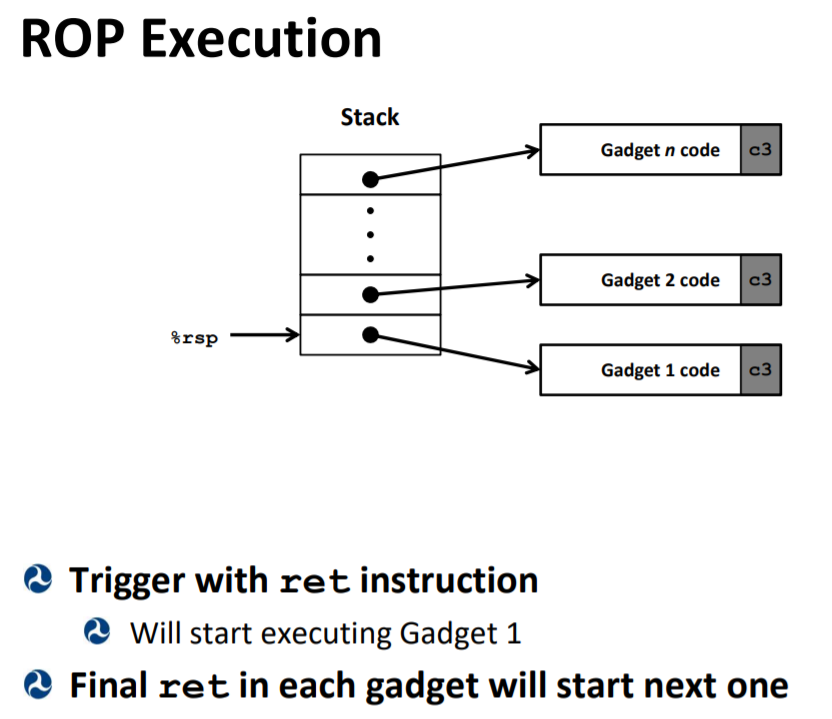 ROP Execution
Stack
Gadget n code c3
Gadget 2 code c3
%rsp
Gadget 1 code c3
Trigger with ret instruction
Will start executing Gadget 1
Final ret in each gadget will start next one